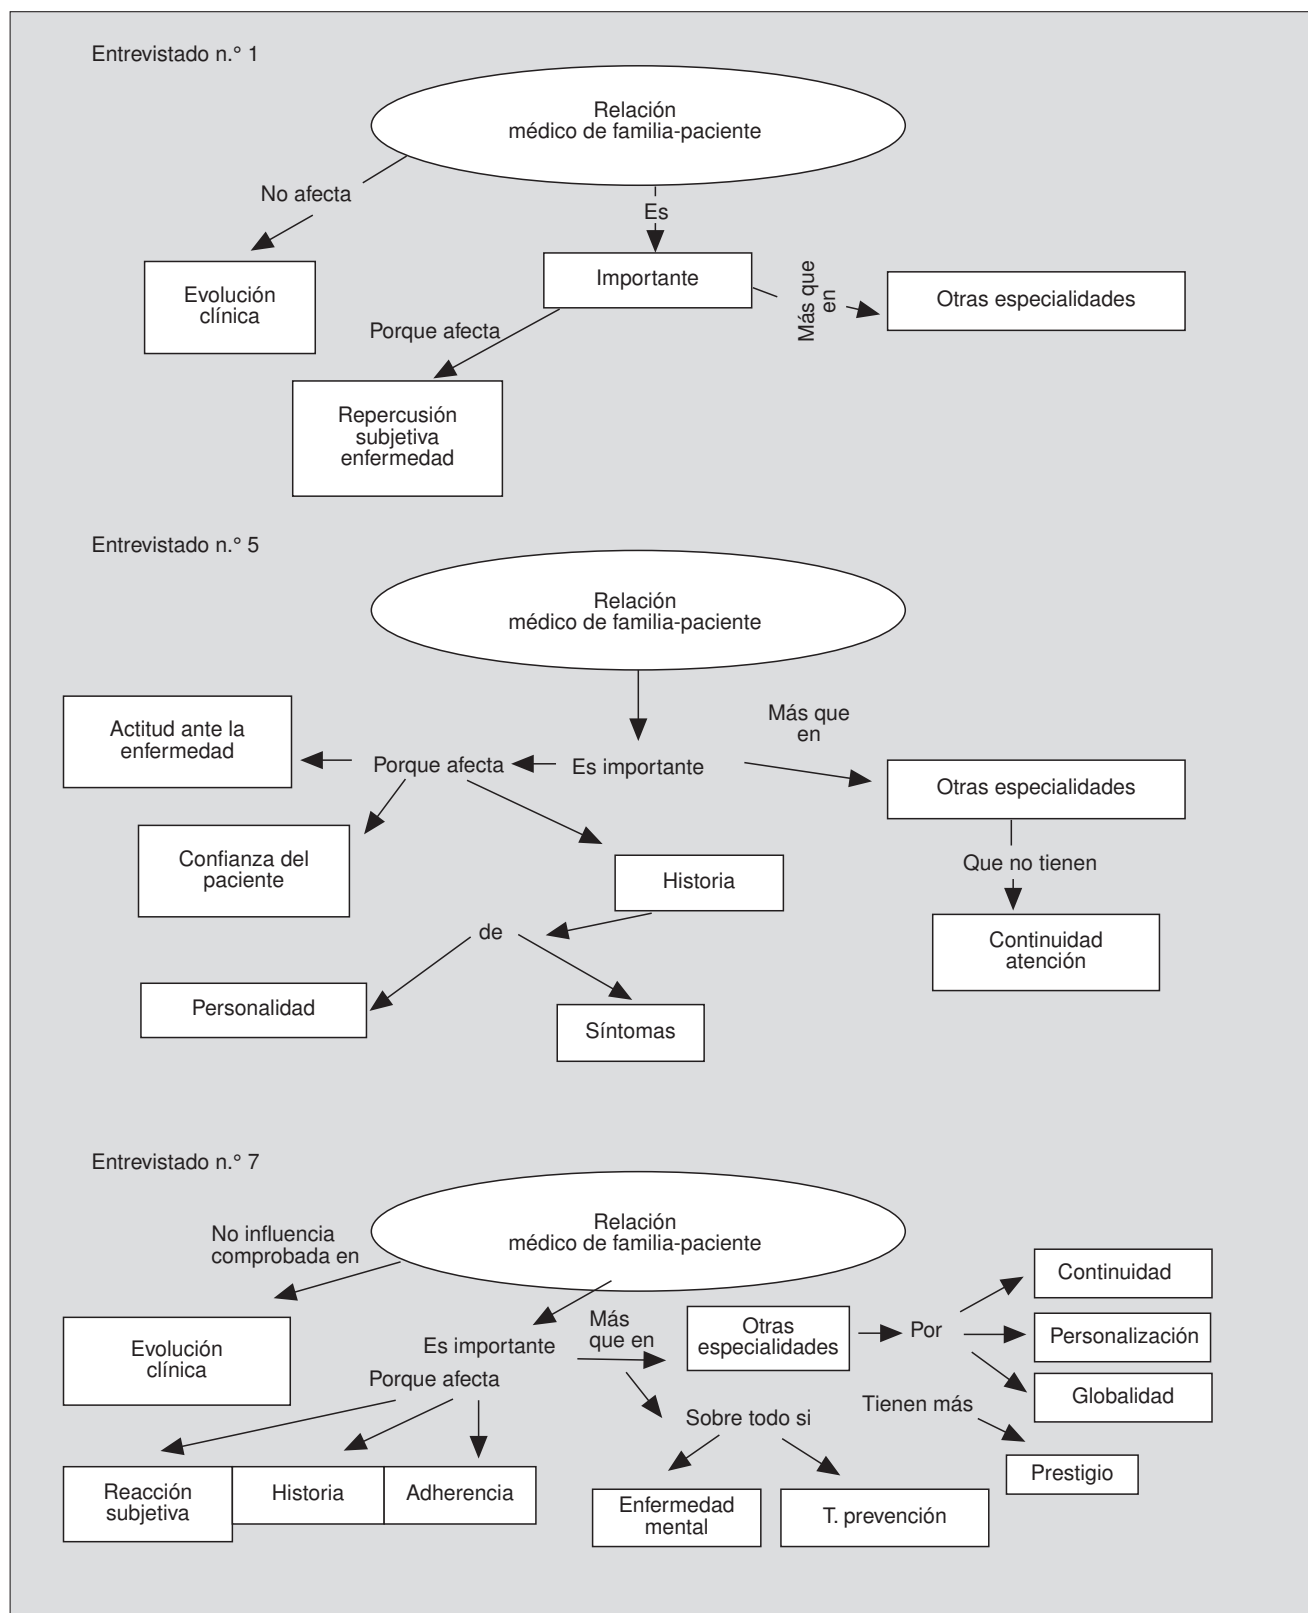 Entrevistado n.° 1
Relación
médico de familia-paciente
No afecta
Es
Evolución
clínica
Importante
Más que
en
Otras especialidades
Porque afecta
Repercusión
subjetiva
enfermedad
Entrevistado n.° 5
Relación
médico de familia-paciente
Actitud ante la
enfermedad
Porque afecta
Es importante
Más que
en
Otras especialidades
Confianza del
paciente
Historia
Que no tienen
de
Continuidad
atención
Personalidad
Síntomas
Entrevistado n.° 7
Relación
médico de familia-paciente
No influencia
comprobada en
Evolución
clínica
Es importante
Más
que en
Otras
especialidades
Por
Continuidad
Personalización
Globalidad
Porque afecta
Tienen más
Prestigio
Sobre todo si
Reacción
subjetiva
Historia
Adherencia
Enfermedad
mental
T. prevención